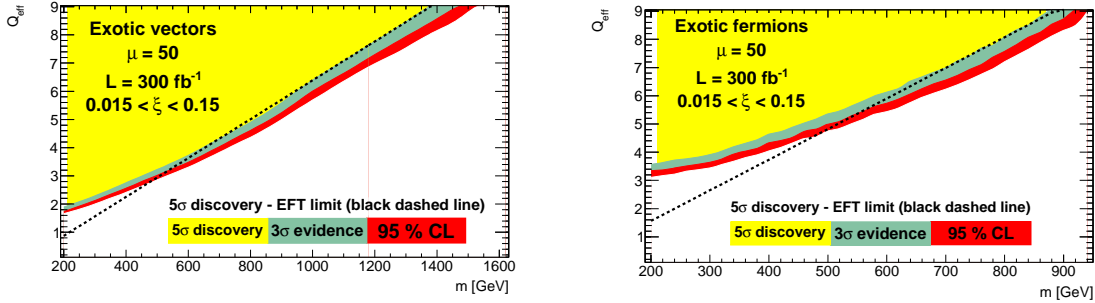 Q_eff
9
8
7
6
5
4
3
2
1
Exotic vectors
μ = 50
L = 300 fb⁻¹
0.015 < ξ < 0.15
5σ discovery - EFT limit (black dashed line)
5σ discovery 3σ evidence 95 % CL
200 400 600 800 1000 1200 1400 1600
m [GeV]
Q_eff
9
8
7
6
5
4
3
2
1
Exotic fermions
μ = 50
L = 300 fb⁻¹
0.015 < ξ < 0.15
5σ discovery - EFT limit (black dashed line)
5σ discovery 3σ evidence 95 % CL
200 300 400 500 600 700 800 900
m [GeV]